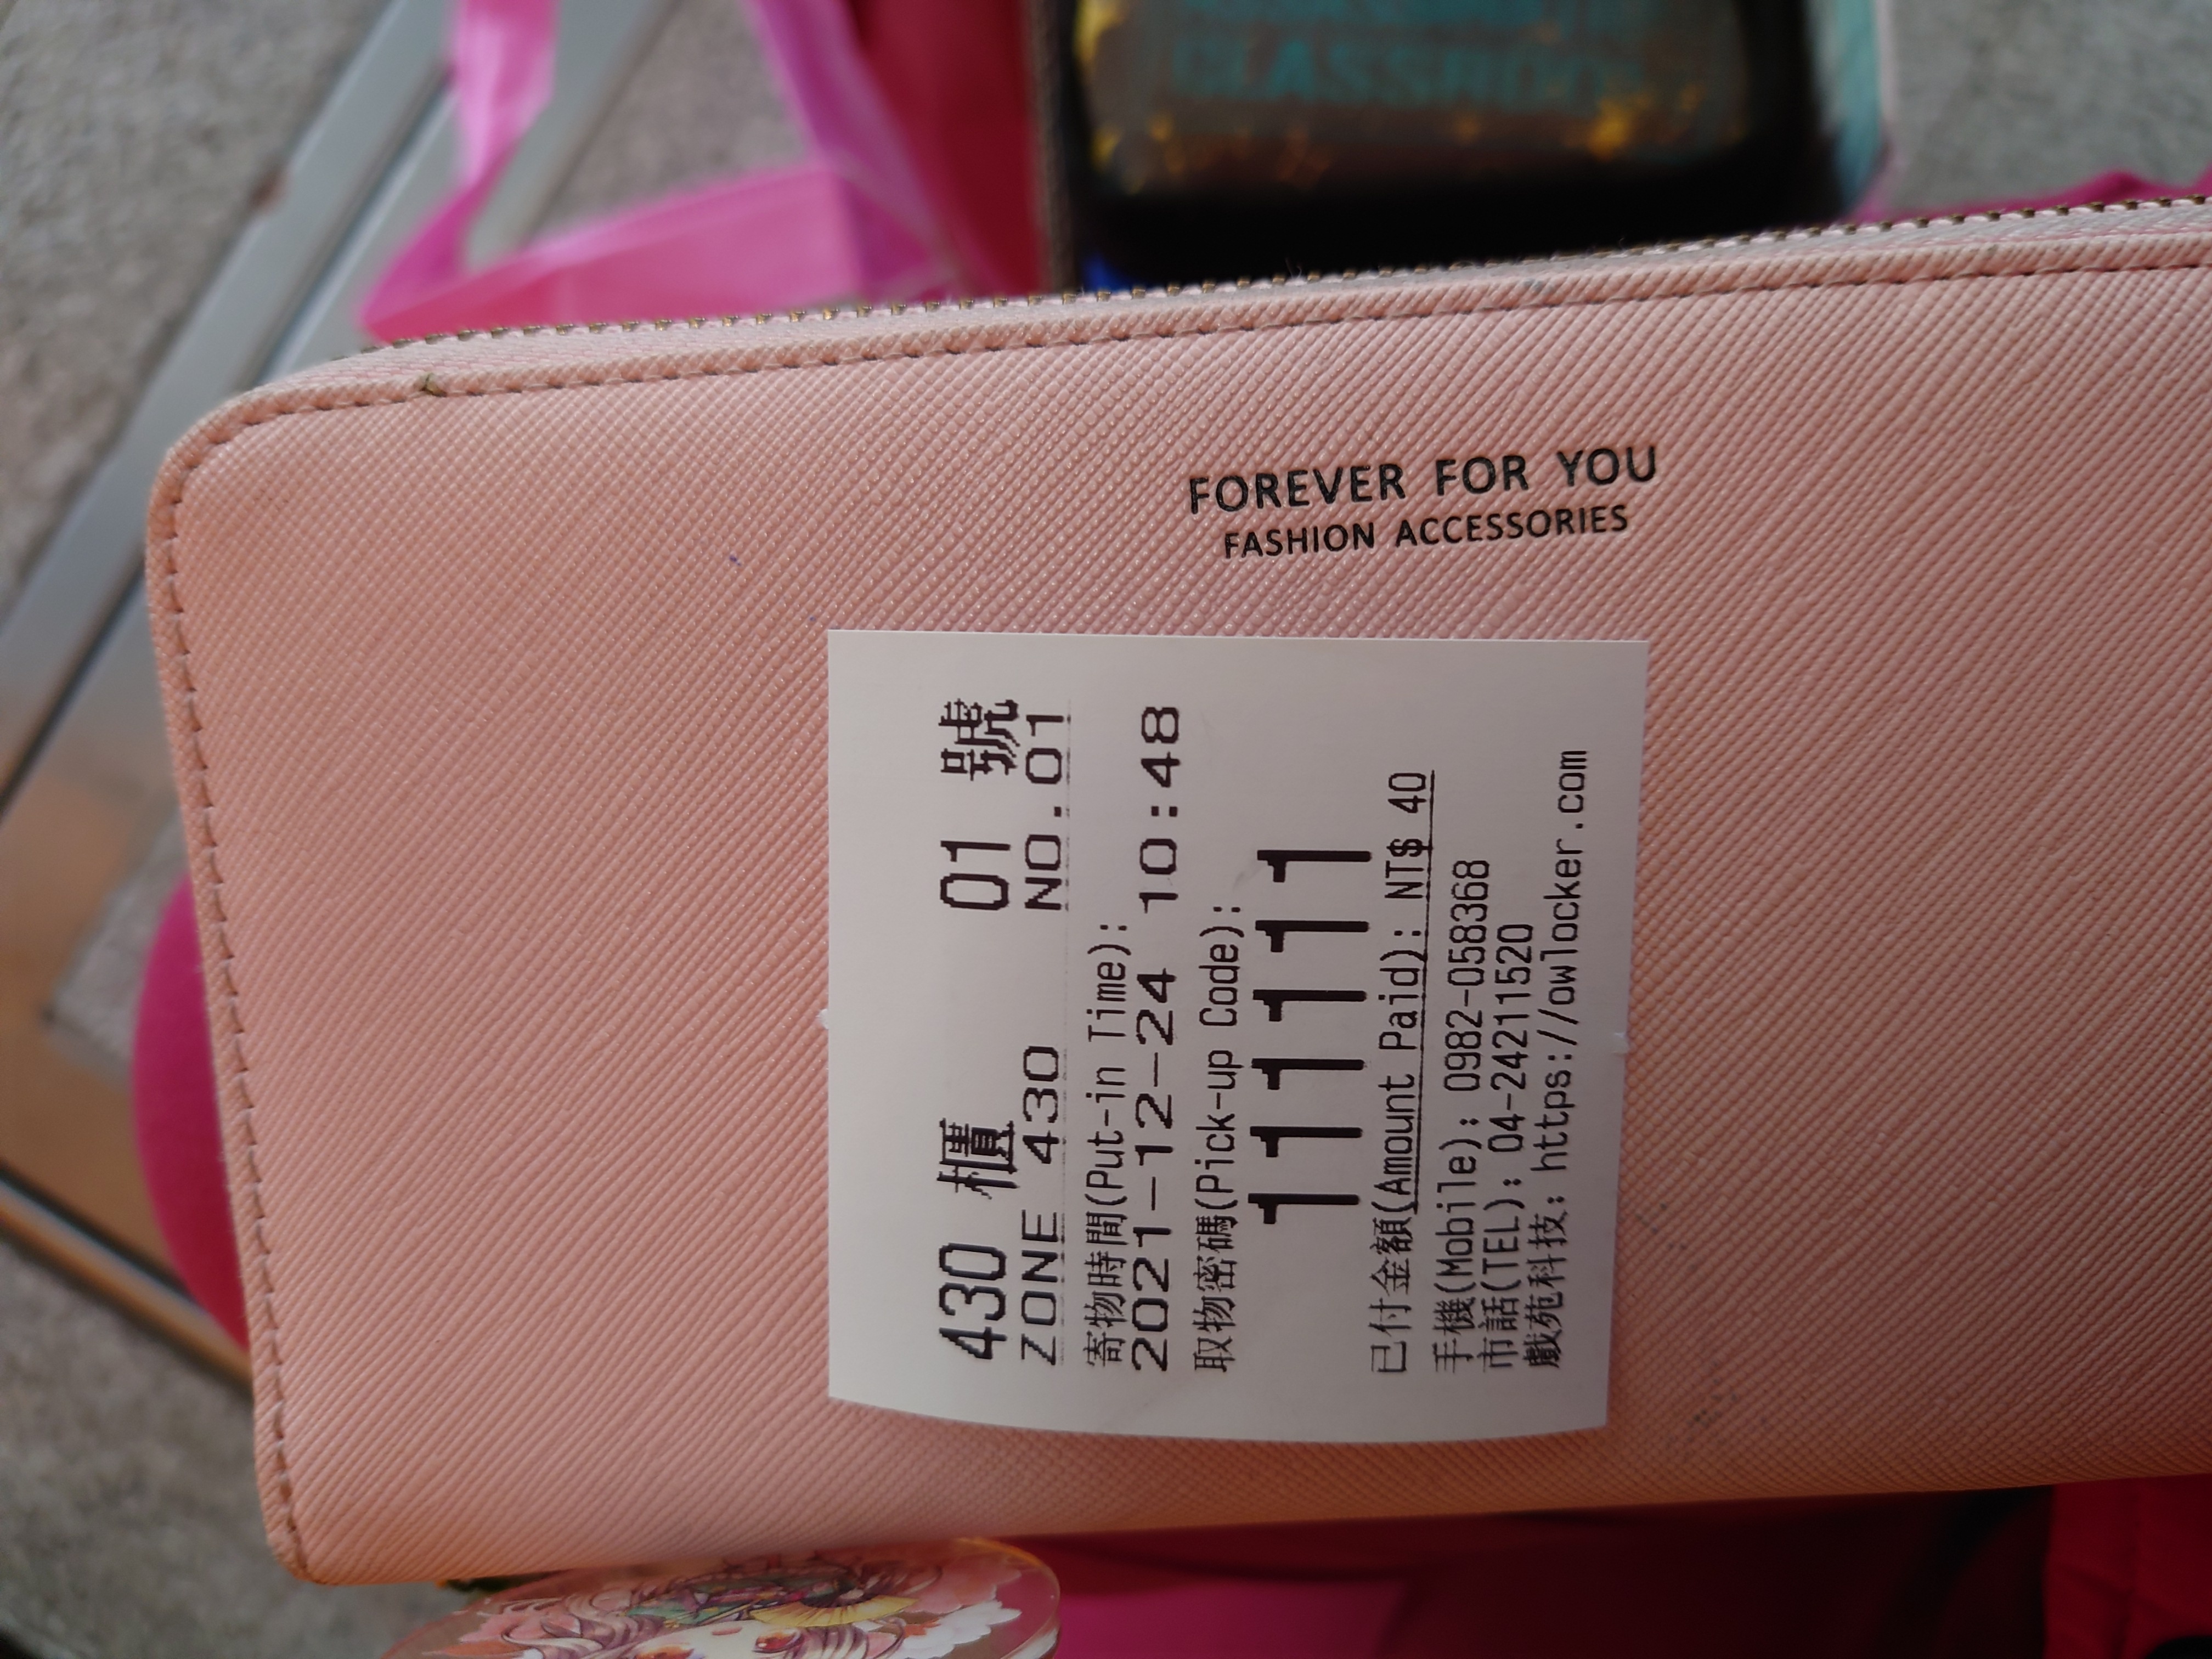 FOREVER FOR YOU
FASHION ACCESSORIES
430 櫃 01 號
ZONE 430 NO.01
寄物時間(Put-in Time):
2021-12-24 10:48
取物密碼(Pick-up Code):
111111
已付金額(Amount Paid): NT$ 40
手機(Mobile): 0982-058368
市話(TEL): 04-24211520
戲苑科技: https://owlocker.com